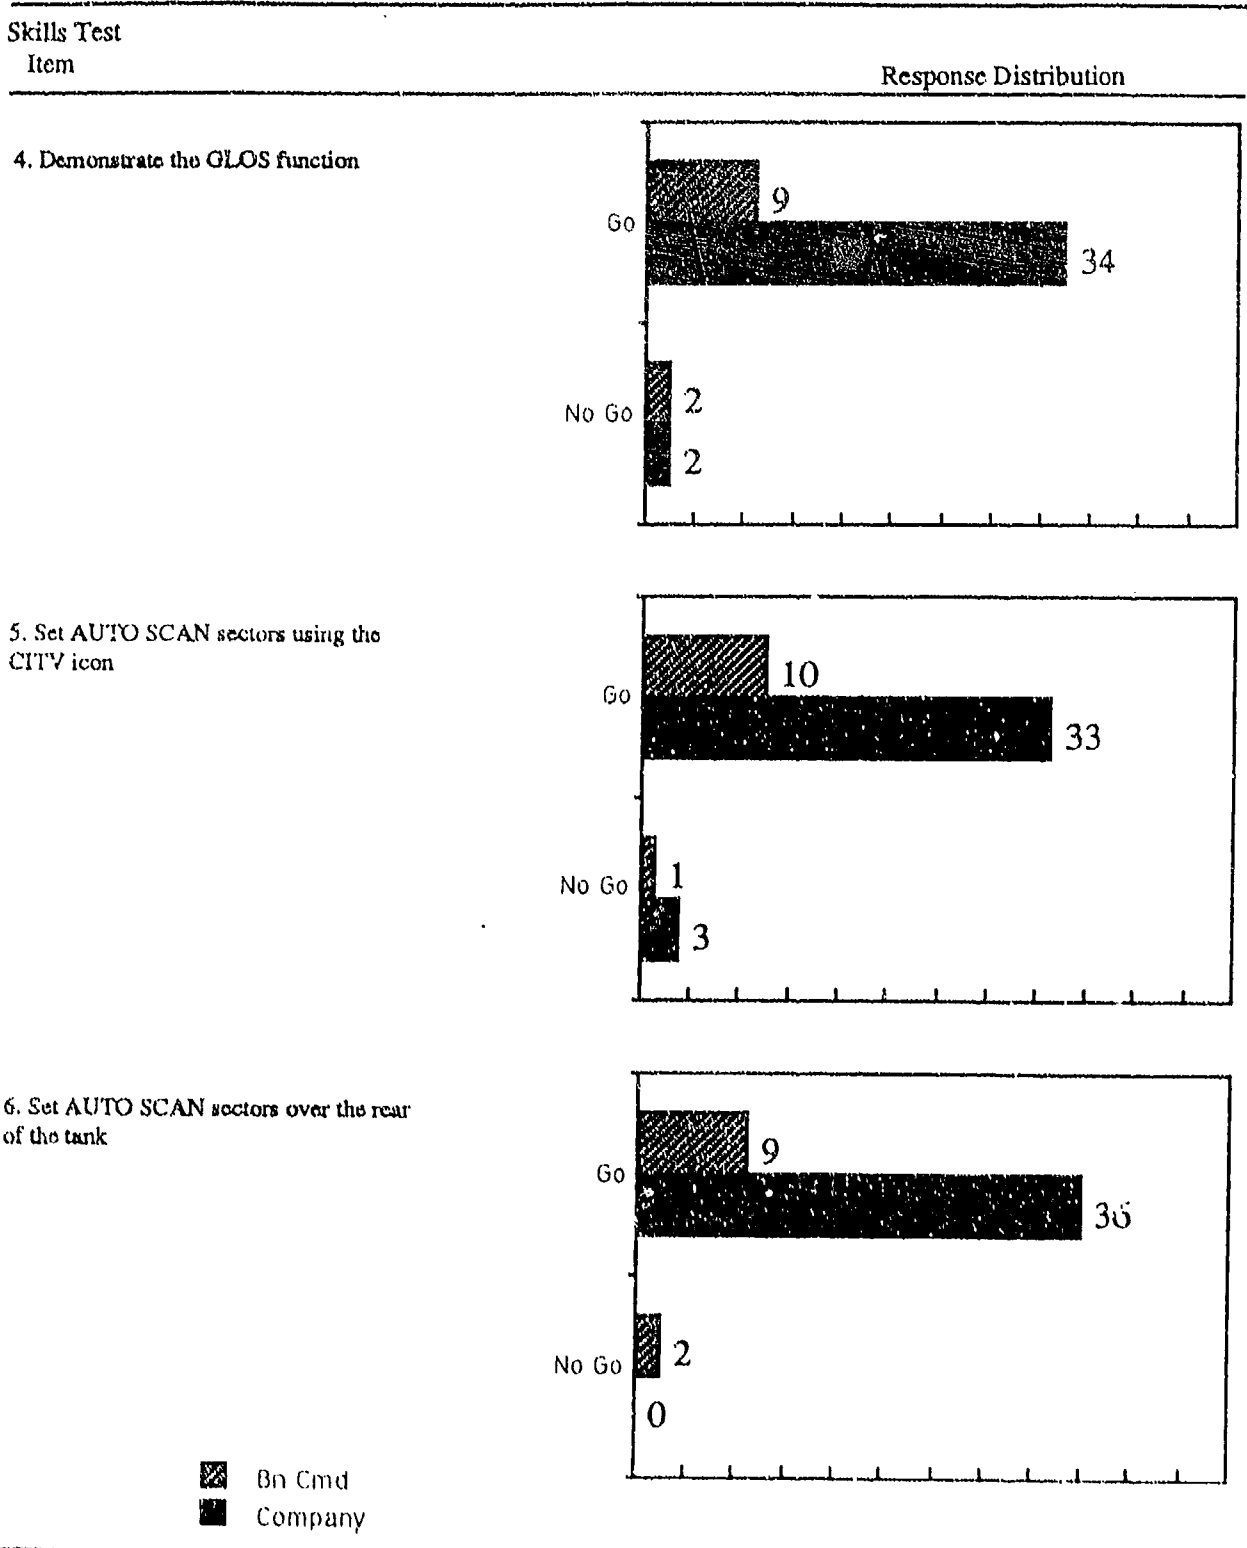 Skills Test
Item
Response Distribution
4. Demonstrate the GLOS function
Go
9
34
No Go
2
2
5. Set AUTO SCAN sectors using the
CITV icon
Go
10
33
No Go
1
3
6. Set AUTO SCAN sectors over the rear
of the tank
Go
9
36
No Go
2
0
Bn Cmd
Company